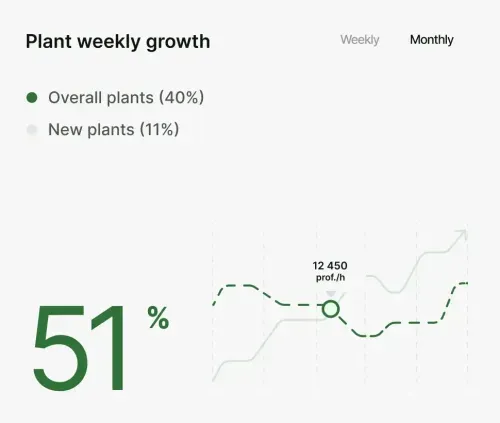 Plant weekly growth
Weekly Monthly
Overall plants (40%)
New plants (11%)
12 450
prof./h
51 %